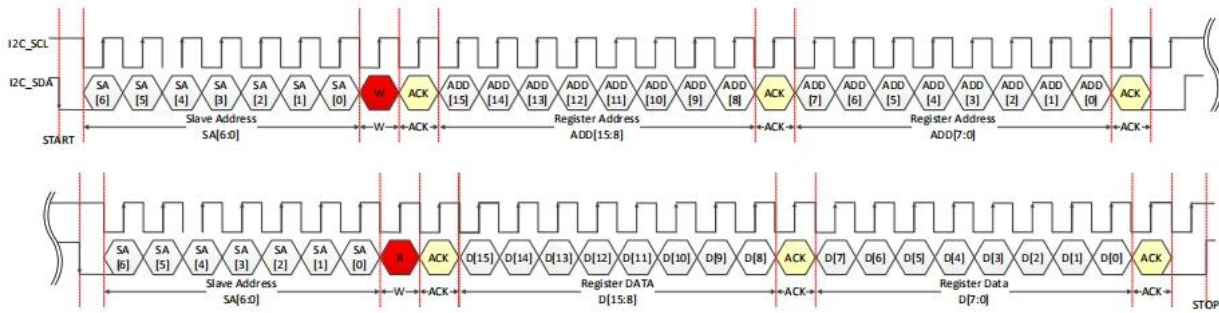 I2C_SCL
I2C_SDA
SA [6] SA [5] SA [4] SA [3] SA [2] SA [1] SA [0] W ACK ADD [15] ADD [14] ADD [13] ADD [12] ADD [11] ADD [10] ADD [9] ADD [8] ACK ADD [7] ADD [6] ADD [5] ADD [4] ADD [3] ADD [2] ADD [1] ADD [0] ACK
START
Slave Address SA[6:0] W ACK Register Address ADD[15:8] ACK Register Address ADD[7:0] ACK
SA [6] SA [5] SA [4] SA [3] SA [2] SA [1] SA [0] R ACK D[15] D[14] D[13] D[12] D[11] D[10] D[9] D[8] ACK D[7] D[6] D[5] D[4] D[3] D[2] D[1] D[0] ACK
Slave Address SA[6:0] W ACK Register DATA D[15:8] ACK Register Data D[7:0] ACK
STOP